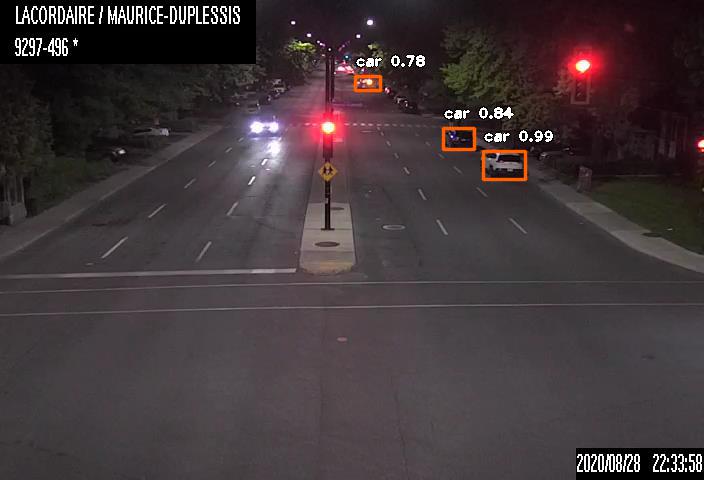 LACORDAIRE / MAURICE-DUPLESSIS
9297-496 *
car 0.78
car 0.84
car 0.99
2020/08/28 22:33:58